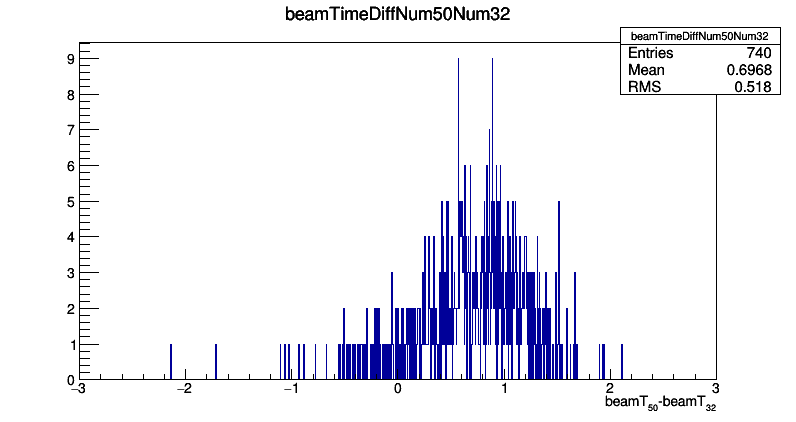 beamTimeDiffNum50Num32
beamTimeDiffNum50Num32
Entries 740
Mean 0.6968
RMS 0.518
9
8
7
6
5
4
3
2
1
0
−3 −2 −1 0 1 2 3
beamT50-beamT32